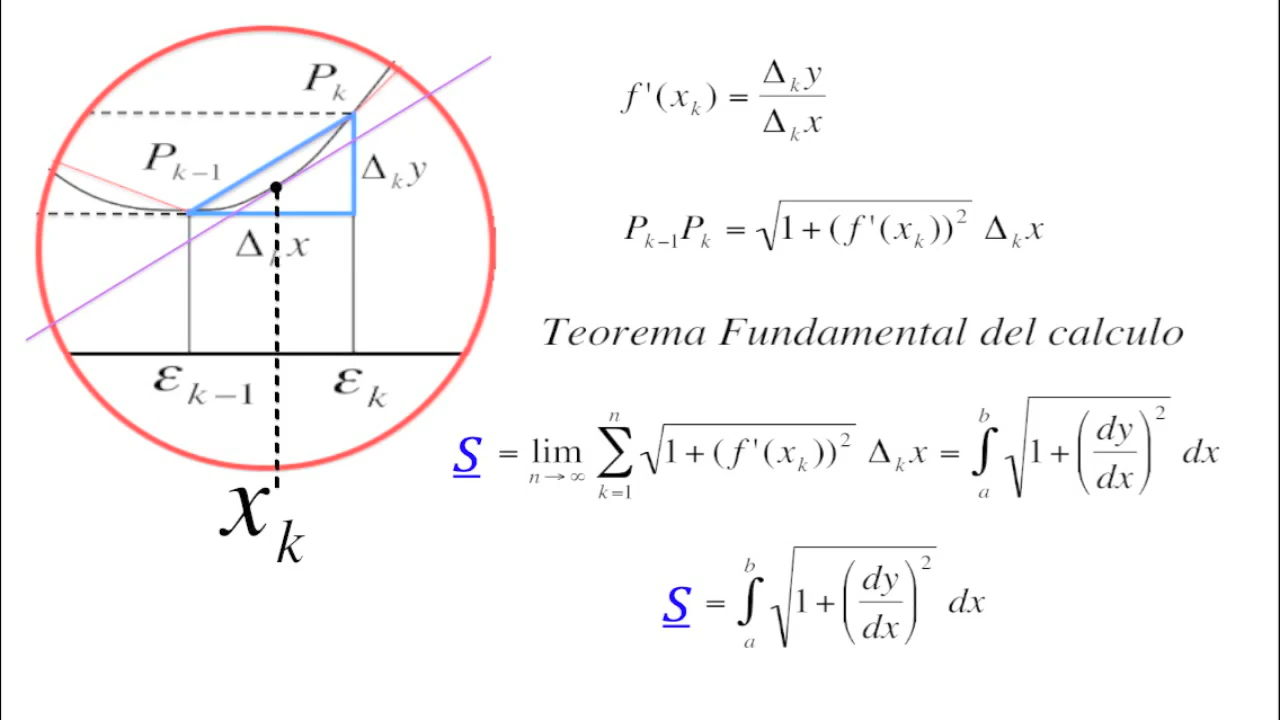 P_k
P_{k-1}
Δ_k y
Δ_k x
ε_{k-1} ε_k
x_k
f'(x_k) = Δ_k y / Δ_k x
P_{k-1}P_k = √(1+(f'(x_k))²) Δ_k x
Teorema Fundamental del calculo
S = lim_{n→∞} ∑_{k=1}^{n} √(1+(f'(x_k))²) Δ_k x = ∫_a^b √(1+(dy/dx)²) dx
S = ∫_a^b √(1+(dy/dx)²) dx